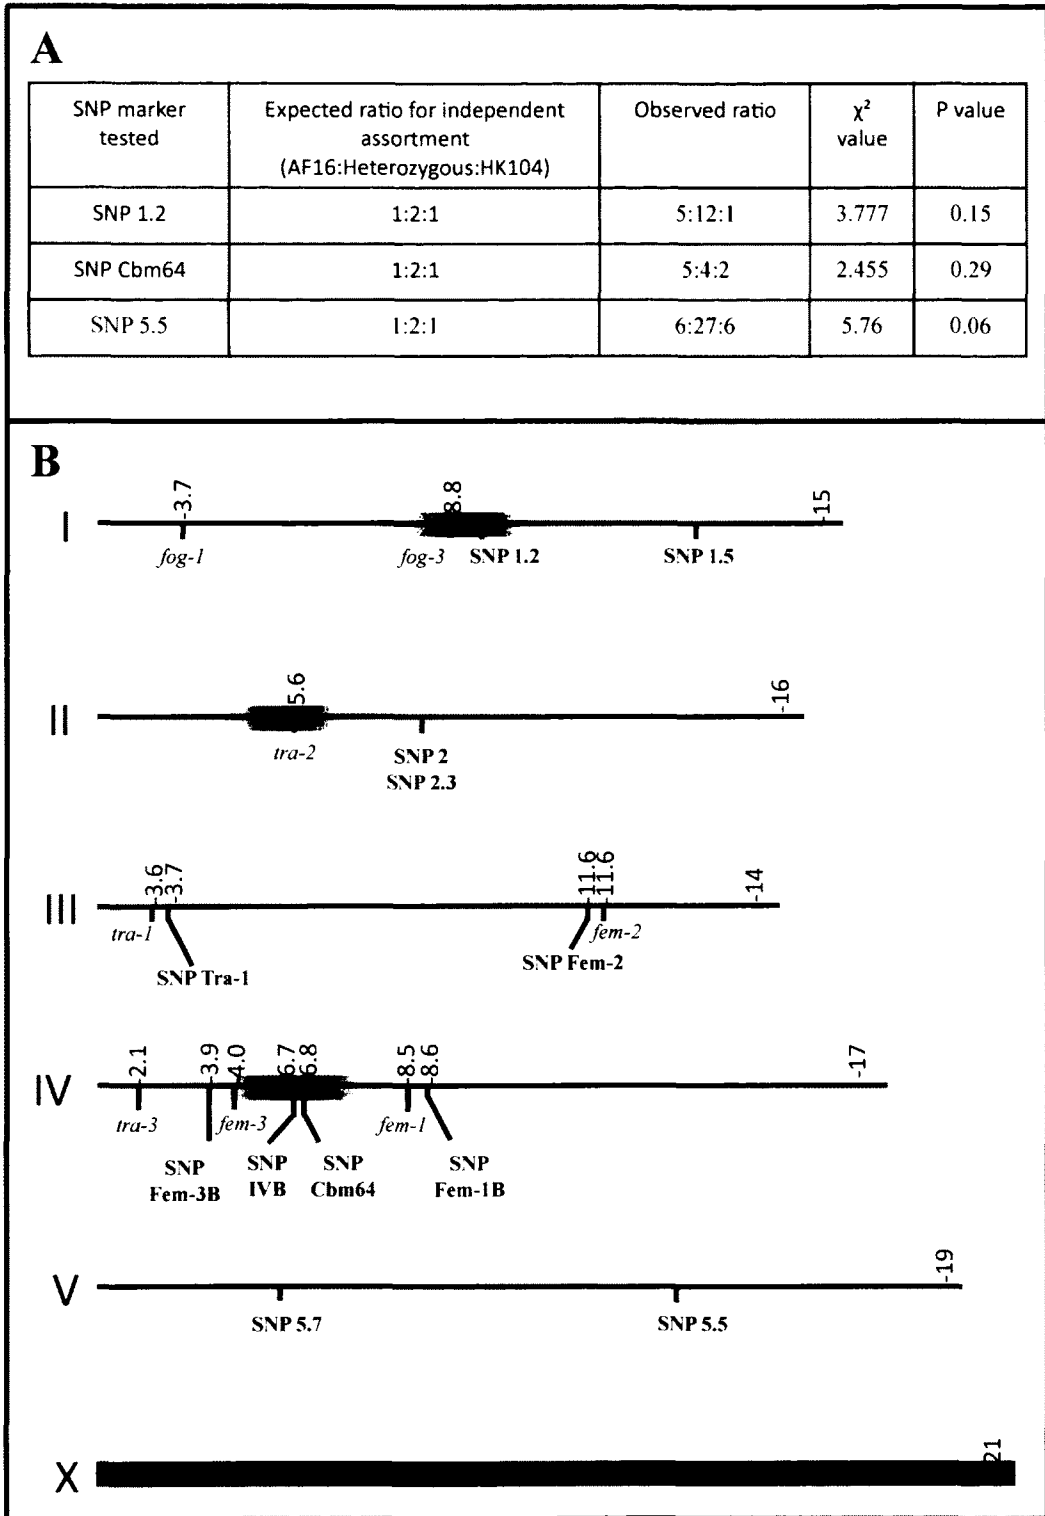 A
SNP marker tested
Expected ratio for independent assortment (AF16:Heterozygous:HK104)
Observed ratio
χ² value
P value
SNP 1.2 1:2:1 5:12:1 3.777 0.15
SNP Cbm64 1:2:1 5:4:2 2.455 0.29
SNP 5.5 1:2:1 6:27:6 5.76 0.06
B
I
-3.7 8.8 -15
fog-1 fog-3 SNP 1.2 SNP 1.5
II
5.6 -16
tra-2 SNP 2
SNP 2.3
III
-3.6 -3.7 11.6 -11.6 -14
tra-1 fem-2
SNP Tra-1 SNP Fem-2
IV
2.1 3.9 4.0 6.7 6.8 8.5 8.6 -17
tra-3 fem-3 fem-1
SNP Fem-3B
SNP IVB
SNP Cbm64
SNP Fem-1B
V
-19
SNP 5.7 SNP 5.5
X
21